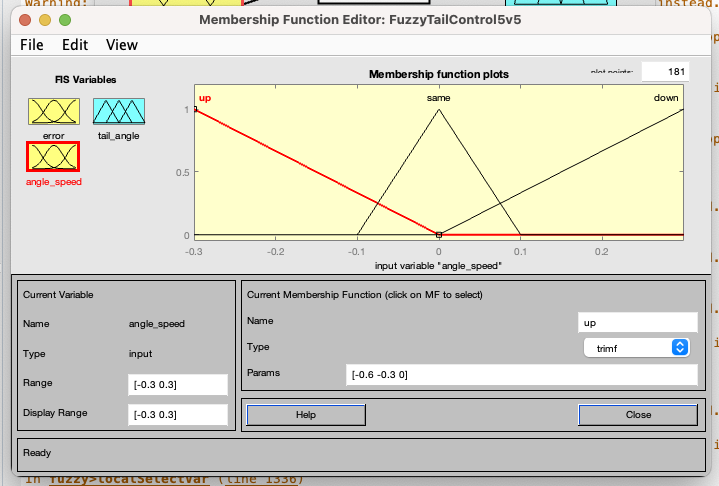 Warning:
instead.
Membership Function Editor: FuzzyTailControl5v5
File Edit View
FIS Variables
Membership function plots
plot points:
181
error
tail_angle
angle_speed
up
same
down
1
0.5
0
-0.3
-0.2
-0.1
0
0.1
0.2
input variable "angle_speed"
Current Variable
Name angle_speed
Type input
Range [-0.3 0.3]
Display Range [-0.3 0.3]
Current Membership Function (click on MF to select)
Name up
Type trimf
Params [-0.6 -0.3 0]
Help
Close
Ready
In fuzzy>localSelectVar (line 1336)